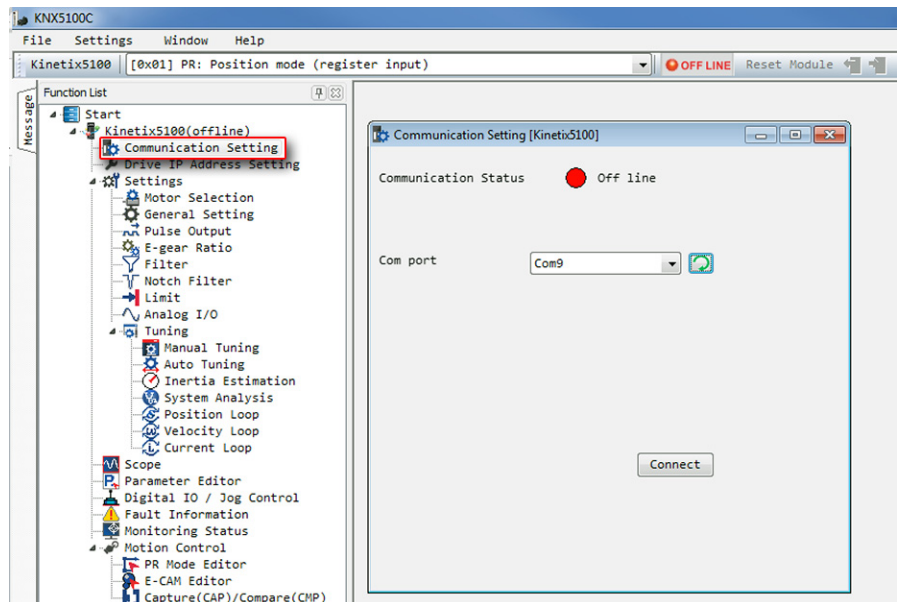 KNX5100C
File Settings Window Help
Kinetix5100 [0x01] PR: Position mode (register input) OFF LINE Reset Module
Message
Function List
Start
Kinetix5100(offline)
Communication Setting
Drive IP Address Setting
Settings
Motor Selection
General Setting
Pulse Output
E-gear Ratio
Filter
Notch Filter
Limit
Analog I/O
Tuning
Manual Tuning
Auto Tuning
Inertia Estimation
System Analysis
Position Loop
Velocity Loop
Current Loop
Scope
Parameter Editor
Digital IO / Jog Control
Fault Information
Monitoring Status
Motion Control
PR Mode Editor
E-CAM Editor
Capture(CAP)/Compare(CMP)
Communication Setting [Kinetix5100]
Communication Status Off line
Com port Com9
Connect